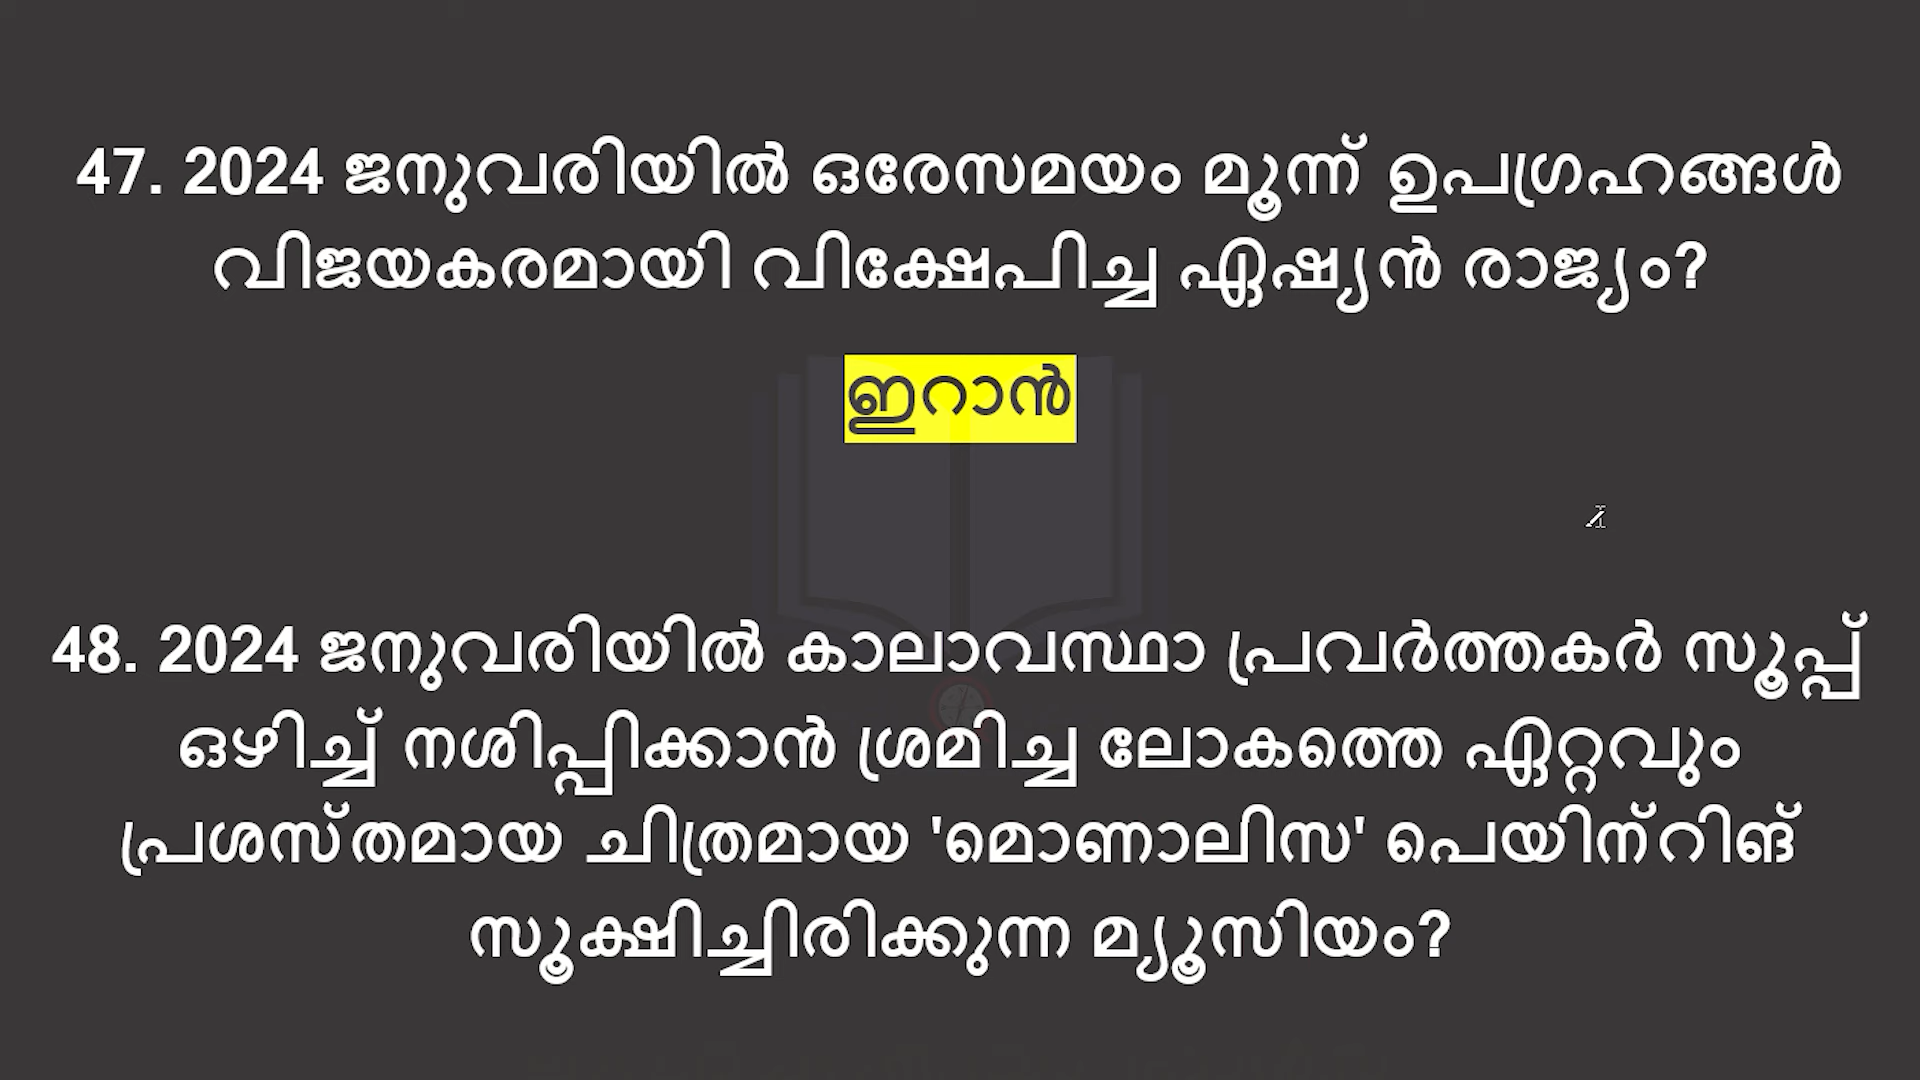 47. 2024 ജനുവരിയിൽ ഒരേസമയം മൂന്ന് ഉപഗ്രഹങ്ങൾ
വിജയകരമായി വിക്ഷേപിച്ച ഏഷ്യൻ രാജ്യം?
ഇറാൻ
48. 2024 ജനുവരിയിൽ കാലാവസ്ഥാ പ്രവർത്തകർ സൂപ്പ്
ഒഴിച്ച് നശിപ്പിക്കാൻ ശ്രമിച്ച ലോകത്തെ ഏറ്റവും
പ്രശസ്തമായ ചിത്രമായ 'മൊണാലിസ' പെയിന്റിങ്
സൂക്ഷിച്ചിരിക്കുന്ന മ്യൂസിയം?